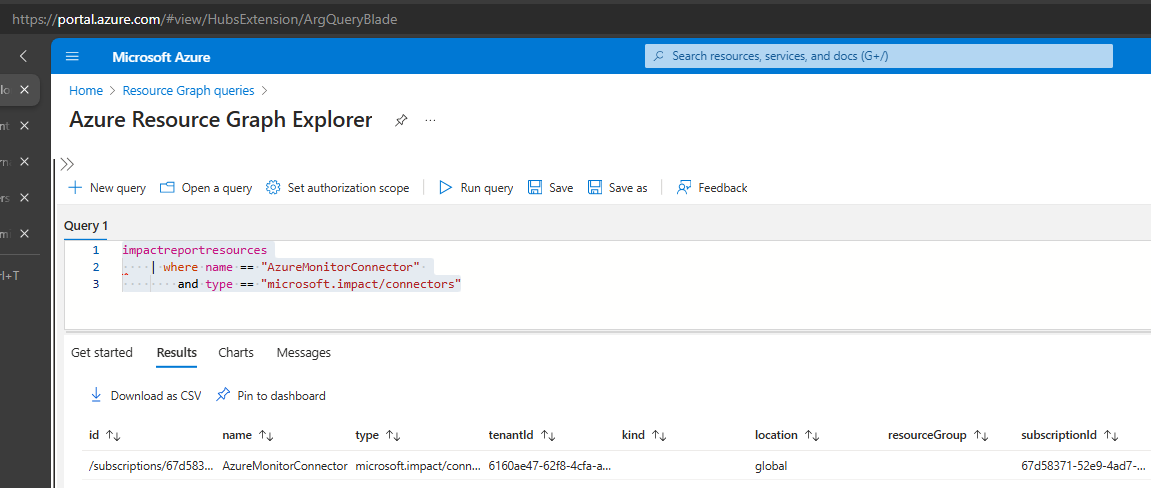 https://portal.azure.com/#view/HubsExtension/ArgQueryBlade
Microsoft Azure
Search resources, services, and docs (G+/)
Home > Resource Graph queries >
Azure Resource Graph Explorer
New query Open a query Set authorization scope Run query Save Save as Feedback
Query 1
1 impactreportresources
2 | where name == "AzureMonitorConnector"
3 and type == "microsoft.impact/connectors"
Get started Results Charts Messages
Download as CSV Pin to dashboard
id name type tenantId kind location resourceGroup subscriptionId
/subscriptions/67d583... AzureMonitorConnector microsoft.impact/conn... 6160ae47-62f8-4cfa-a... global 67d58371-52e9-4ad7-...